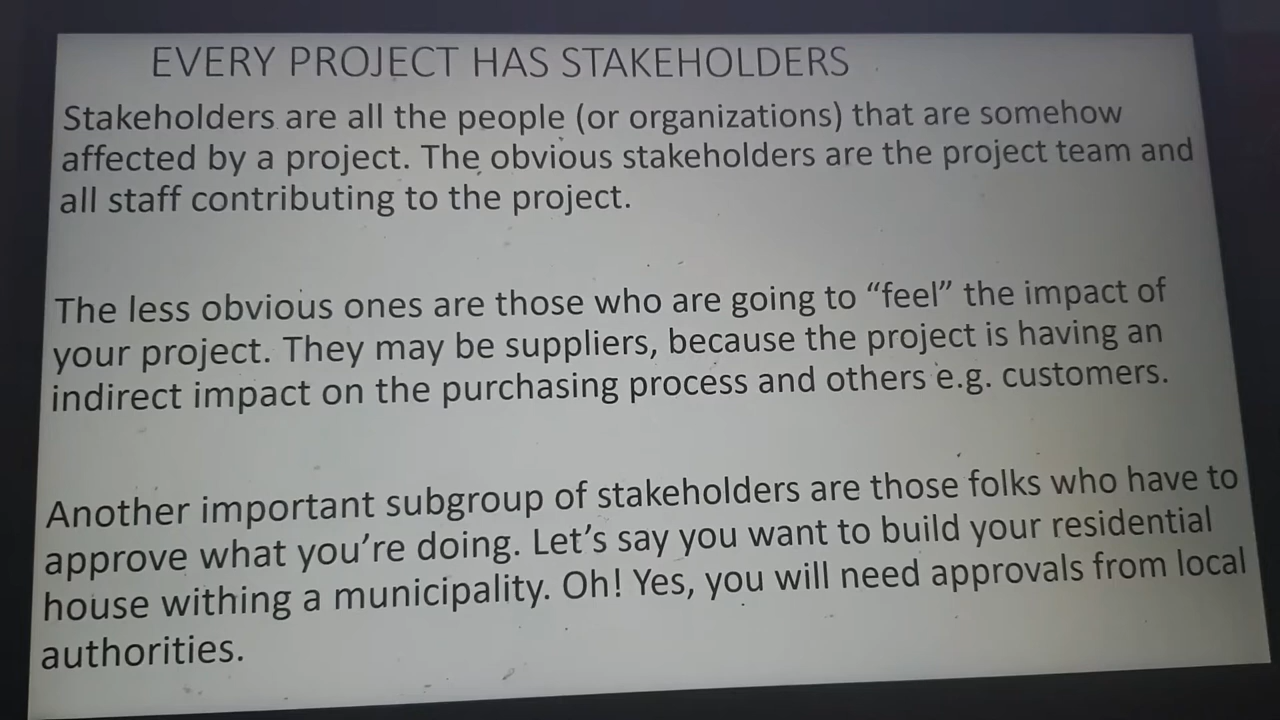 EVERY PROJECT HAS STAKEHOLDERS
Stakeholders are all the people (or organizations) that are somehow
affected by a project. The obvious stakeholders are the project team and
all staff contributing to the project.
The less obvious ones are those who are going to “feel” the impact of
your project. They may be suppliers, because the project is having an
indirect impact on the purchasing process and others e.g. customers.
Another important subgroup of stakeholders are those folks who have to
approve what you’re doing. Let’s say you want to build your residential
house withing a municipality. Oh! Yes, you will need approvals from local
authorities.